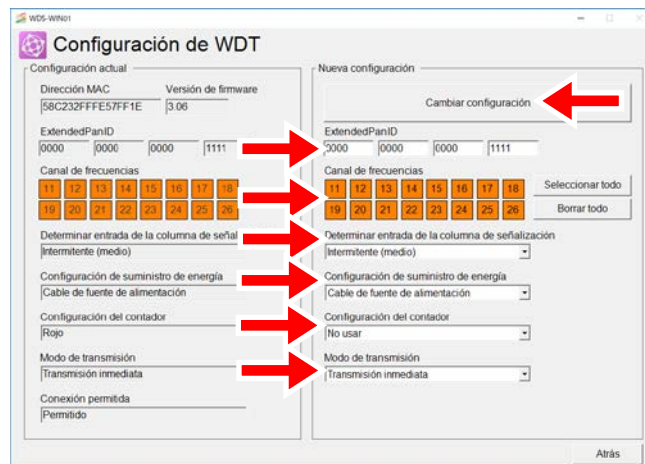 WDS-WIN01
Configuración de WDT
Configuración actual
Dirección MAC Versión de firmware
58C232FFFE57FF1E 3.06
ExtendedPanID
0000 0000 0000 1111
Canal de frecuencias
11 12 13 14 15 16 17 18
19 20 21 22 23 24 25 26
Determinar entrada de la columna de señal
Intermitente (medio)
Configuración de suministro de energía
Cable de fuente de alimentación
Configuración del contador
Rojo
Modo de transmisión
Transmisión inmediata
Conexión permitida
Permitido
Nueva configuración
Cambiar configuración
ExtendedPanID
0000 0000 0000 1111
Canal de frecuencias
11 12 13 14 15 16 17 18 Seleccionar todo
19 20 21 22 23 24 25 26 Borrar todo
Determinar entrada de la columna de señalización
Intermitente (medio)
Configuración de suministro de energía
Cable de fuente de alimentación
Configuración del contador
No usar
Modo de transmisión
Transmisión inmediata
Atrás